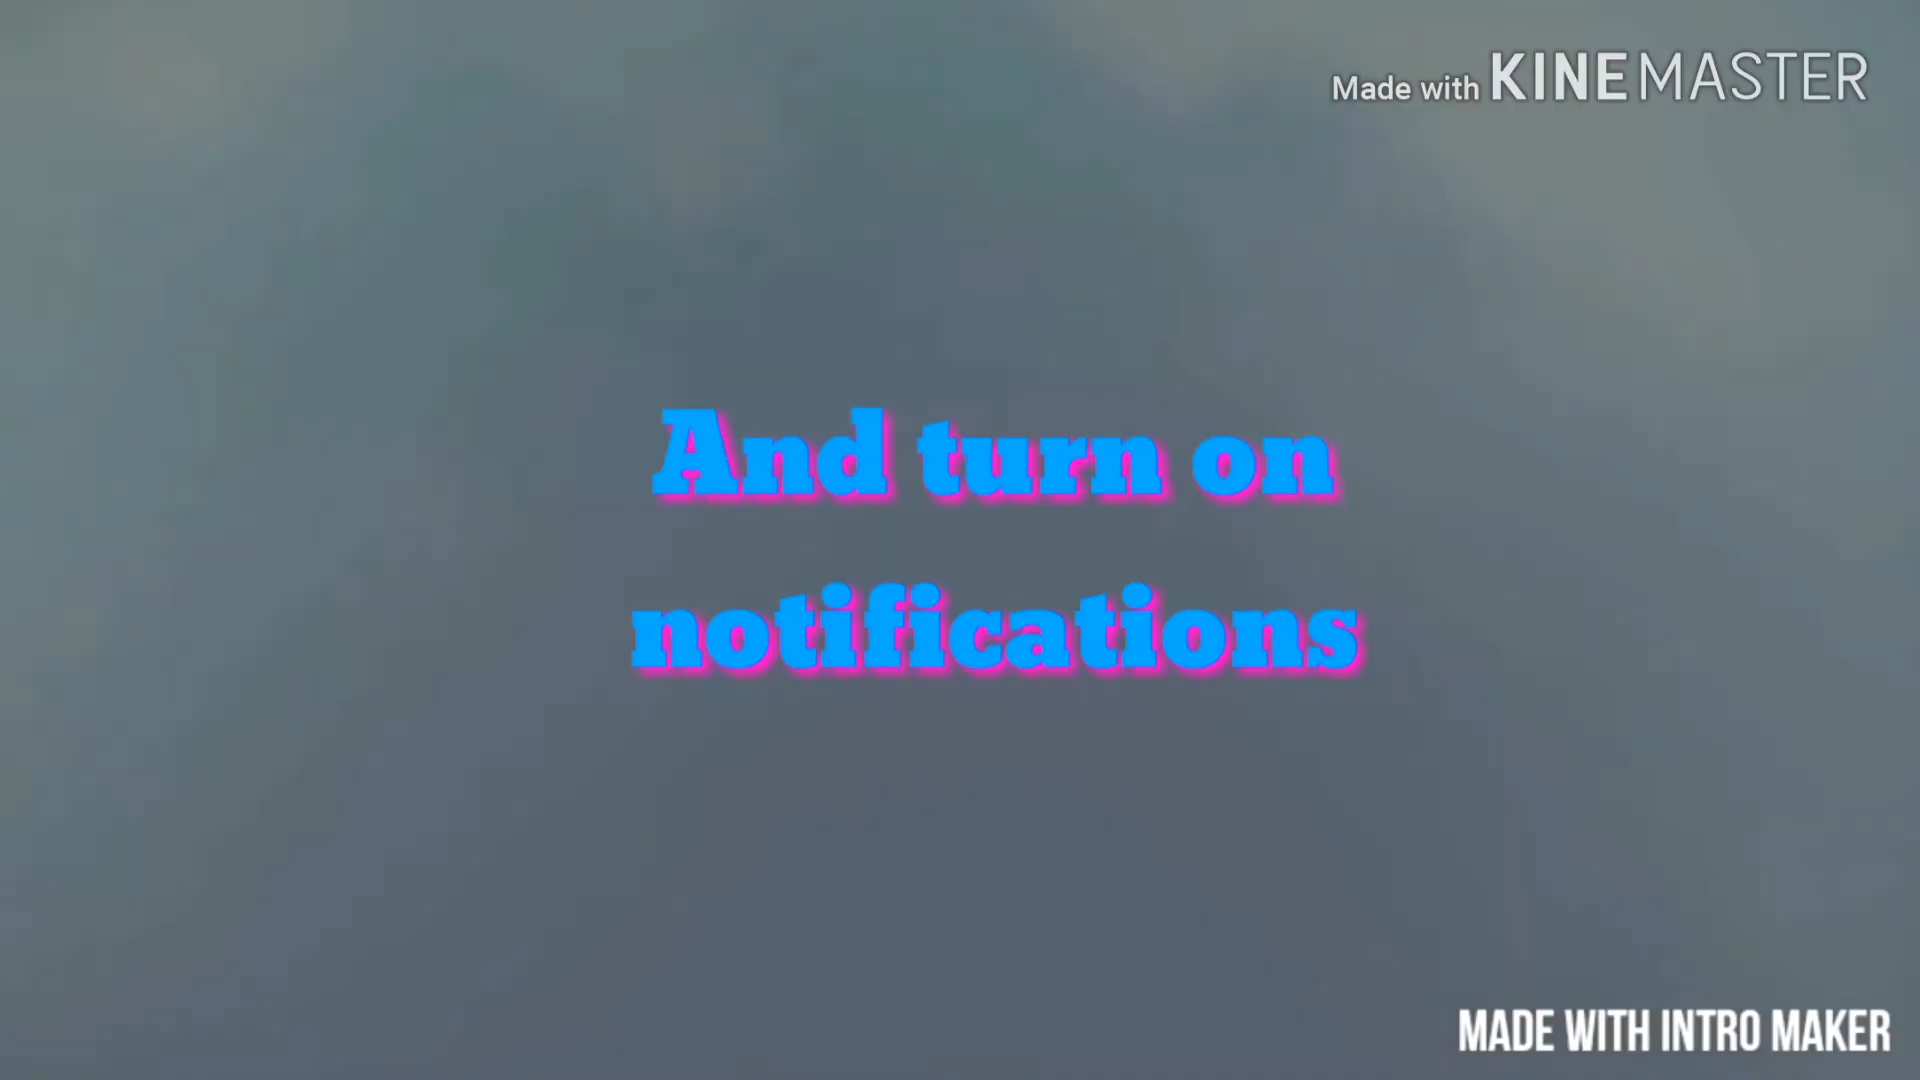 Made with KINEMASTER
And turn on
notifications
MADE WITH INTRO MAKER